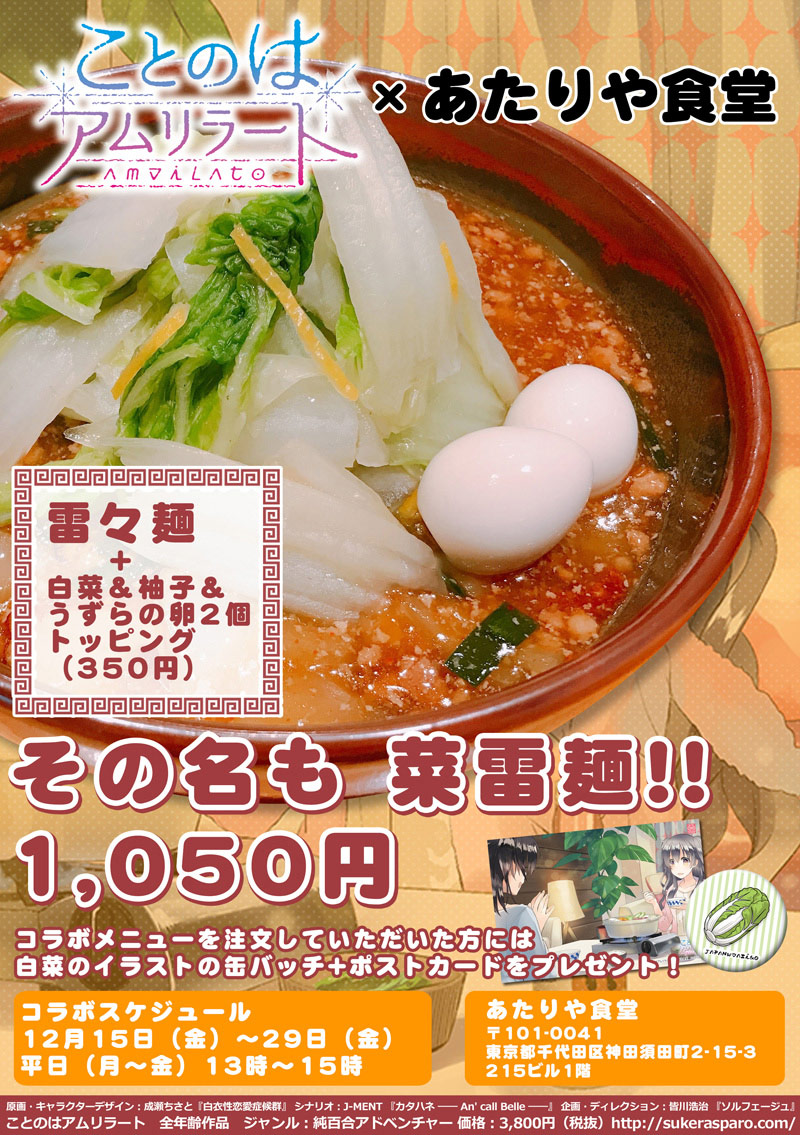 ことのは
アムリラート
AMRILATO
× あたりや食堂
雷々麺
+
白菜&柚子&
うずらの卵2個
トッピング
(350円)
その名も 菜雷麺!!
1,050円
コラボメニューを注文していただいた方には
白菜のイラストの缶バッチ+ポストカードをプレゼント!
コラボスケジュール
12月15日(金)~29日(金)
平日(月~金)13時~15時
あたりや食堂
〒101-0041
東京都千代田区神田須田町2-15-3
215ビル1階
原画・キャラクターデザイン:成瀬ちさと『白衣性恋愛症候群』 シナリオ:J-MENT 『カタハネ ―― An' call Belle ――』 企画・ディレクション:皆川浩治 『ソルフェージュ』
ことのはアムリラート 全年齢作品 ジャンル:純百合アドベンチャー 価格:3,800円(税抜)http://sukerasparo.com/